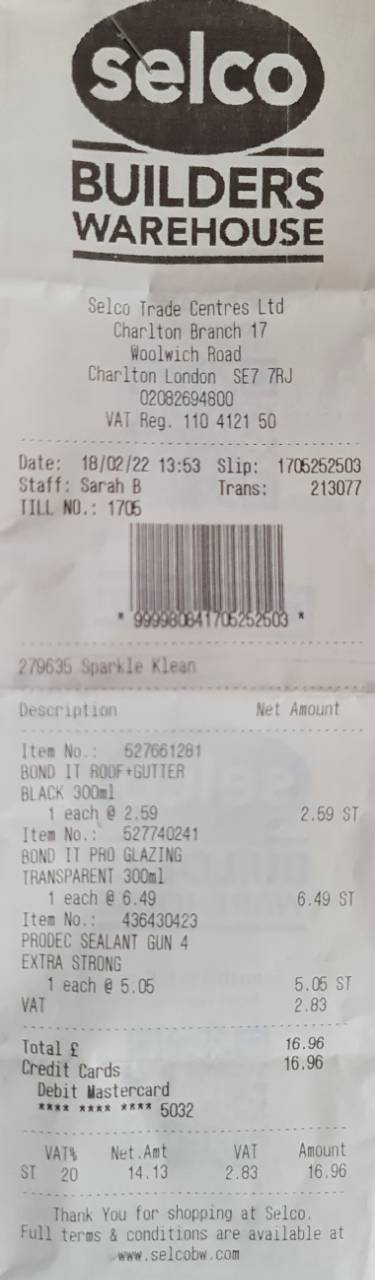 selco
BUILDERS
WAREHOUSE
Selco Trade Centres Ltd
Charlton Branch 17
Woolwich Road
Charlton London SE7 7RJ
02082694800
VAT Reg. 110 4121 50
Date: 18/02/22 13:53 Slip: 1705252503
Staff: Sarah B Trans: 213077
TILL NO.: 1705
* 999980841705252503 *
279635 Sparkle Klean
Description Net Amount
Item No.: 527661281
BOND IT ROOF+GUTTER
BLACK 300ml
1 each @ 2.59 2.59 ST
Item No.: 527740241
BOND IT PRO GLAZING
TRANSPARENT 300ml
1 each @ 6.49 6.49 ST
Item No.: 436430423
PRODEC SEALANT GUN 4
EXTRA STRONG
1 each @ 5.05 5.05 ST
VAT 2.83
Total £ 16.96
Credit Cards 16.96
Debit Mastercard
**** **** **** 5032
VAT% Net.Amt VAT Amount
ST 20 14.13 2.83 16.96
Thank You for shopping at Selco.
Full terms & conditions are available at
www.selcobw.com